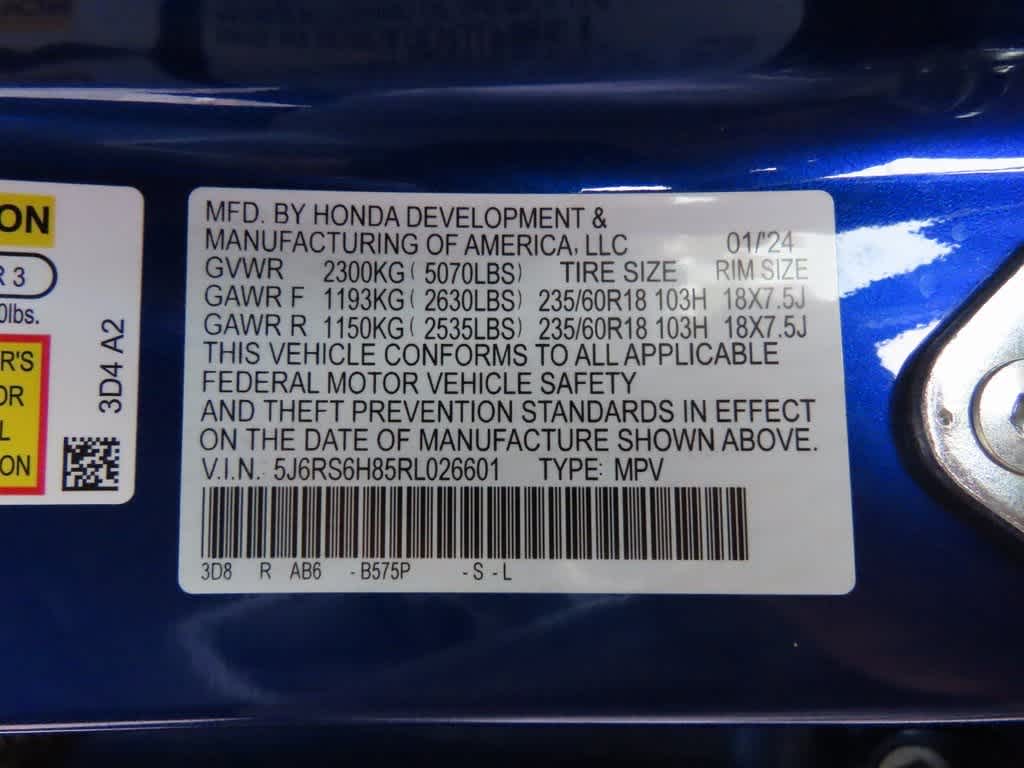 MFD. BY HONDA DEVELOPMENT &
MANUFACTURING OF AMERICA, LLC 01/'24
GVWR 2300KG ( 5070LBS) TIRE SIZE RIM SIZE
GAWR F 1193KG ( 2630LBS) 235/60R18 103H 18X7.5J
GAWR R 1150KG ( 2535LBS) 235/60R18 103H 18X7.5J
THIS VEHICLE CONFORMS TO ALL APPLICABLE
FEDERAL MOTOR VEHICLE SAFETY
AND THEFT PREVENTION STANDARDS IN EFFECT
ON THE DATE OF MANUFACTURE SHOWN ABOVE.
V.I.N.: 5J6RS6H85RL026601 TYPE: MPV
3D8 R AB6 - B575P - S - L
ON
R 3
0lbs.
R'S
OR
L
ON
3D4 A2